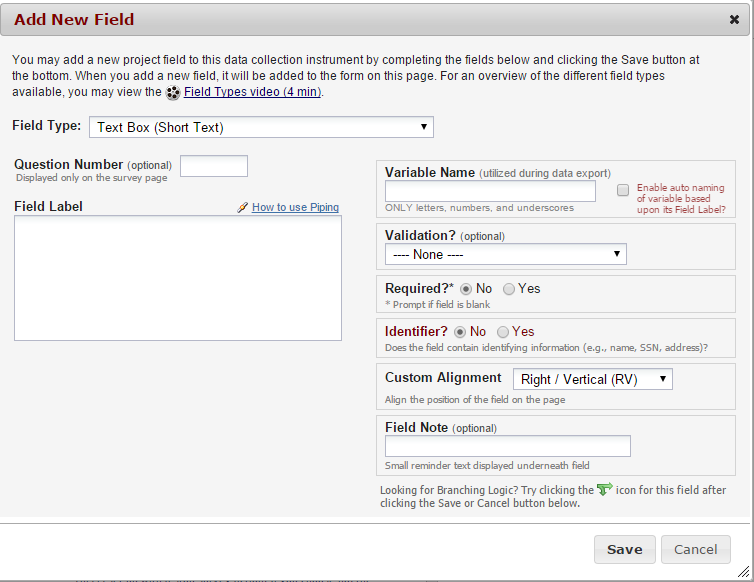 Add New Field
You may add a new project field to this data collection instrument by completing the fields below and clicking the Save button at
the bottom. When you add a new field, it will be added to the form on this page. For an overview of the different field types
available, you may view the Field Types video (4 min).
Field Type: Text Box (Short Text)
Question Number (optional)
Displayed only on the survey page
Field Label How to use Piping
Variable Name (utilized during data export)
ONLY letters, numbers, and underscores
Enable auto naming
of variable based
upon its Field Label?
Validation? (optional)
---- None ----
Required?* No Yes
* Prompt if field is blank
Identifier? No Yes
Does the field contain identifying information (e.g., name, SSN, address)?
Custom Alignment Right / Vertical (RV)
Align the position of the field on the page
Field Note (optional)
Small reminder text displayed underneath field
Looking for Branching Logic? Try clicking the icon for this field after
clicking the Save or Cancel button below.
Save Cancel